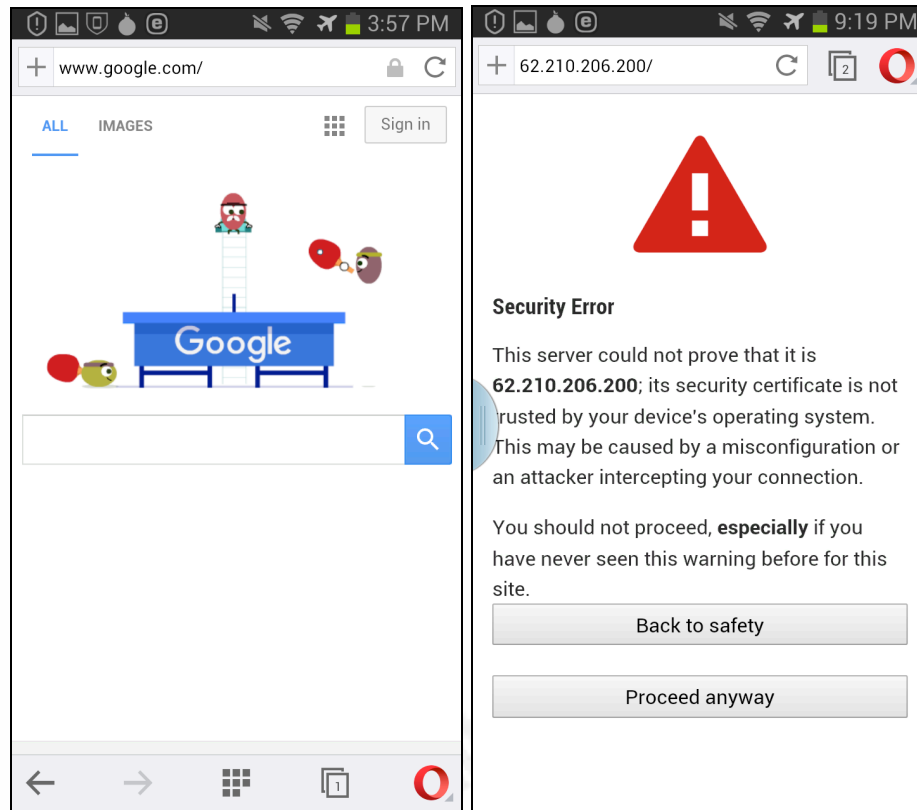 3:57 PM
www.google.com/
ALL IMAGES Sign in
Google
1
9:19 PM
62.210.206.200/
2
Security Error
This server could not prove that it is
62.210.206.200; its security certificate is not
trusted by your device's operating system.
This may be caused by a misconfiguration or
an attacker intercepting your connection.
You should not proceed, especially if you
have never seen this warning before for this
site.
Back to safety
Proceed anyway